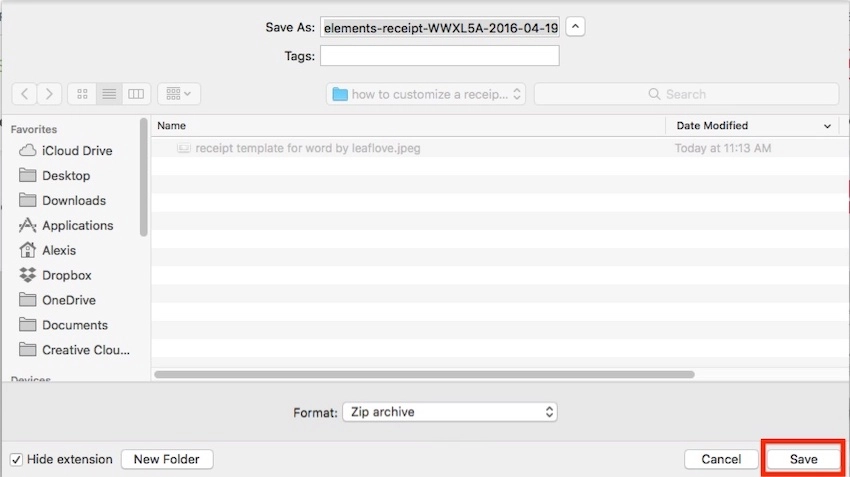 Save As: elements-receipt-WWXL5A-2016-04-19
Tags:
how to customize a receip...
Search
Favorites
iCloud Drive
Desktop
Downloads
Applications
Alexis
Dropbox
OneDrive
Documents
Creative Clou...
Devices
Name Date Modified
receipt template for word by leaflove.jpeg Today at 11:13 AM
Format: Zip archive
Hide extension New Folder Cancel Save